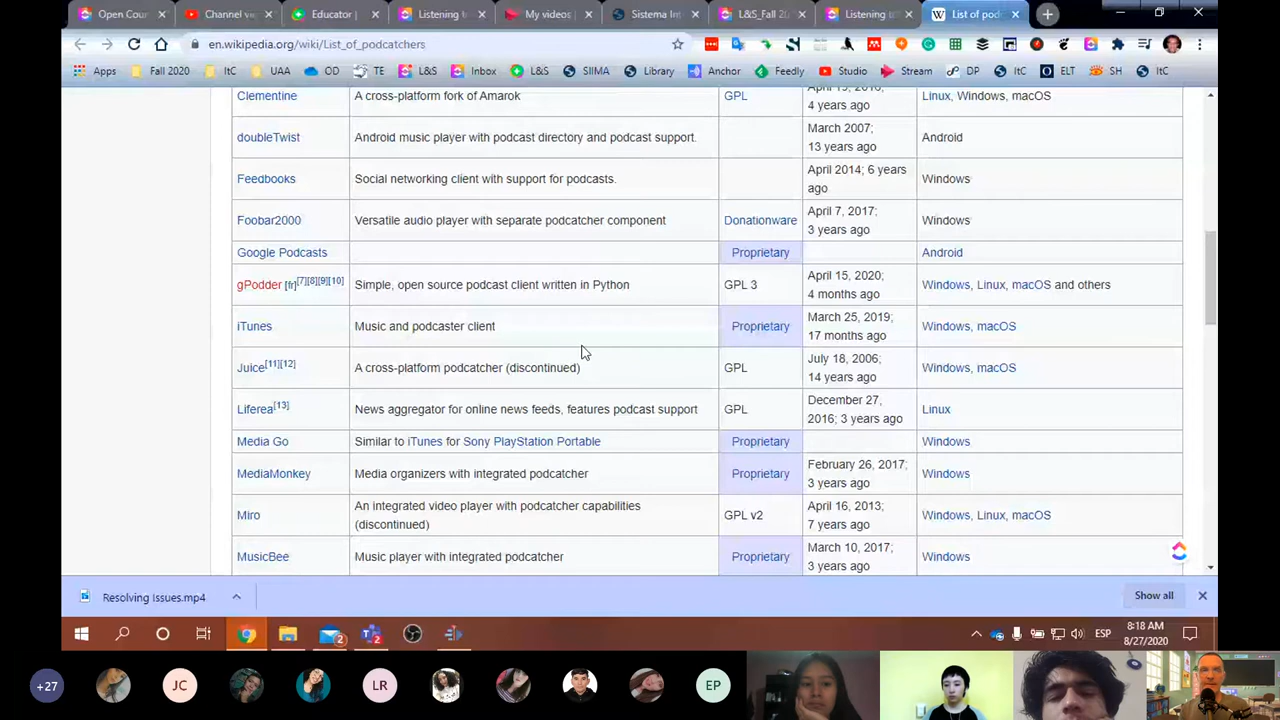 Open Cour
Channel v
Educator |
Listening
My videos
Sistema In
L&S_Fall 2
Listening
List of pod
en.wikipedia.org/wiki/List_of_podcatchers
Apps Fall 2020 ItC UAA OD TE L&S Inbox L&S SIIMA Library Anchor Feedly Studio Stream DP ItC ELT SH ItC
Clementine A cross-platform fork of Amarok GPL 4 years ago Linux, Windows, macOS
doubleTwist Android music player with podcast directory and podcast support. March 2007; 13 years ago Android
Feedbooks Social networking client with support for podcasts. April 2014; 6 years ago Windows
Foobar2000 Versatile audio player with separate podcatcher component Donationware April 7, 2017; 3 years ago Windows
Google Podcasts Proprietary Android
gPodder [fr][7][8][9][10] Simple, open source podcast client written in Python GPL 3 April 15, 2020; 4 months ago Windows, Linux, macOS and others
iTunes Music and podcaster client Proprietary March 25, 2019; 17 months ago Windows, macOS
Juice[11][12] A cross-platform podcatcher (discontinued) GPL July 18, 2006; 14 years ago Windows, macOS
Liferea[13] News aggregator for online news feeds, features podcast support GPL December 27, 2016; 3 years ago Linux
Media Go Similar to iTunes for Sony PlayStation Portable Proprietary Windows
MediaMonkey Media organizers with integrated podcatcher Proprietary February 26, 2017; 3 years ago Windows
Miro An integrated video player with podcatcher capabilities (discontinued) GPL v2 April 16, 2013; 7 years ago Windows, Linux, macOS
MusicBee Music player with integrated podcatcher Proprietary March 10, 2017; 3 years ago Windows
Resolving Issues.mp4
Show all
ESP
8:18 AM
8/27/2020
+27
JC
LR
EP